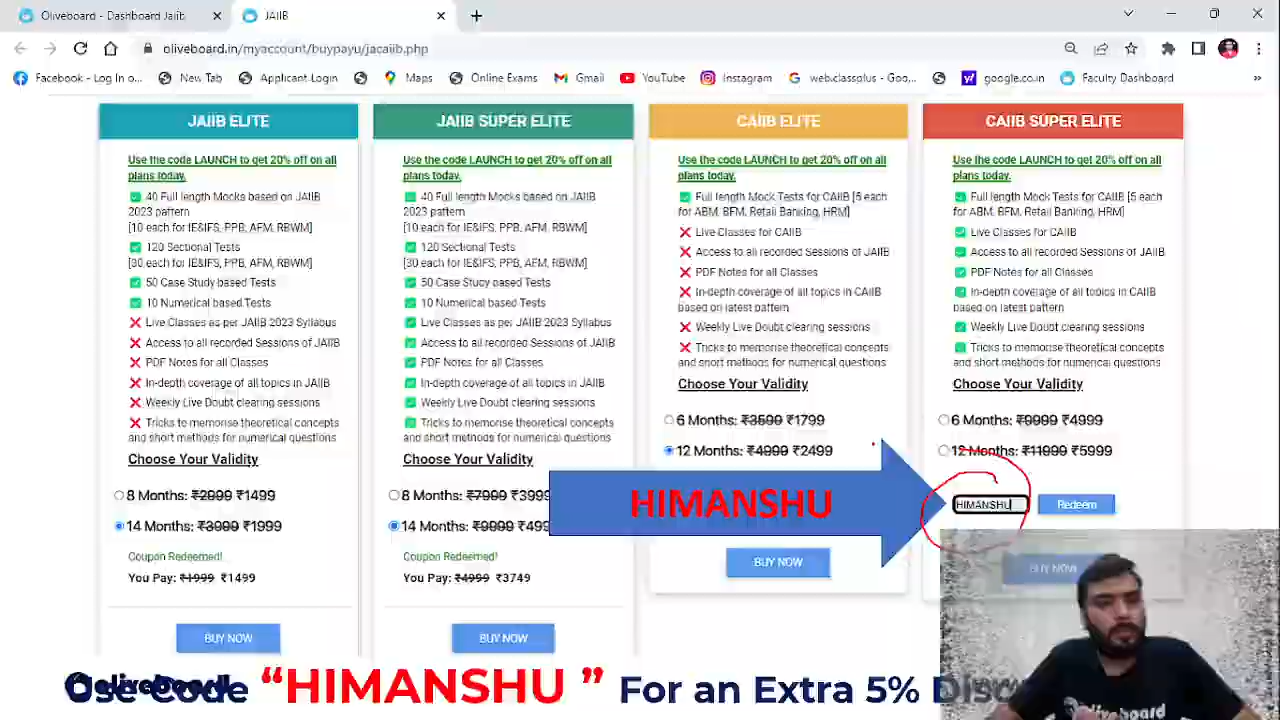 Oliveboard - Dashboard Jaiib
JAIIB
oliveboard.in/myaccount/buypayu/jacaiib.php
Facebook - Log In o...
New Tab
Applicant Login
Maps
Online Exams
Gmail
YouTube
Instagram
web.classplus - Goo...
google.co.in
Faculty Dashboard
»
JAIIB ELITE
Use the code LAUNCH to get 20% off on all
plans today.
40 Full length Mocks based on JAIIB
2023 pattern
[10 each for IE&IFS, PPB, AFM, RBWM]
120 Sectional Tests
[30 each for IE&IFS, PPB, AFM, RBWM]
50 Case Study based Tests
10 Numerical based Tests
Live Classes as per JAIIB 2023 Syllabus
Access to all recorded Sessions of JAIIB
PDF Notes for all Classes
In-depth coverage of all topics in JAIIB
Weekly Live Doubt clearing sessions
Tricks to memorise theoretical concepts
and short methods for numerical questions
Choose Your Validity
8 Months: ₹2999 ₹1499
14 Months: ₹3999 ₹1999
Coupon Redeemed!
You Pay: ₹1999 ₹1499
BUY NOW
JAIIB SUPER ELITE
Use the code LAUNCH to get 20% off on all
plans today.
40 Full length Mocks based on JAIIB
2023 pattern
[10 each for IE&IFS, PPB, AFM, RBWM]
120 Sectional Tests
[30 each for IE&IFS, PPB, AFM, RBWM]
50 Case Study based Tests
10 Numerical based Tests
Live Classes as per JAIIB 2023 Syllabus
Access to all recorded Sessions of JAIIB
PDF Notes for all Classes
In-depth coverage of all topics in JAIIB
Weekly Live Doubt clearing sessions
Tricks to memorise theoretical concepts
and short methods for numerical questions
Choose Your Validity
8 Months: ₹7999 ₹3999
14 Months: ₹9999 ₹499
Coupon Redeemed!
You Pay: ₹4999 ₹3749
BUY NOW
CAIIB ELITE
Use the code LAUNCH to get 20% off on all
plans today.
Full length Mock Tests for CAIIB [5 each
for ABM, BFM, Retail Banking, HRM]
Live Classes for CAIIB
Access to all recorded Sessions of JAIIB
PDF Notes for all Classes
In-depth coverage of all topics in CAIIB
based on latest pattern
Weekly Live Doubt clearing sessions
Tricks to memorise theoretical concepts
and short methods for numerical questions
Choose Your Validity
6 Months: ₹3599 ₹1799
12 Months: ₹4999 ₹2499
HIMANSHU
BUY NOW
CAIIB SUPER ELITE
Use the code LAUNCH to get 20% off on all
plans today.
Full length Mock Tests for CAIIB [5 each
for ABM, BFM, Retail Banking, HRM]
Live Classes for CAIIB
Access to all recorded Sessions of JAIIB
PDF Notes for all Classes
In-depth coverage of all topics in CAIIB
based on latest pattern
Weekly Live Doubt clearing sessions
Tricks to memorise theoretical concepts
and short methods for numerical questions
Choose Your Validity
6 Months: ₹9999 ₹4999
12 Months: ₹11999 ₹5999
HIMANSHU Redeem
BUY NOW
oliveboard
Use Code “HIMANSHU ” For an Extra 5% Disc
oliveboard